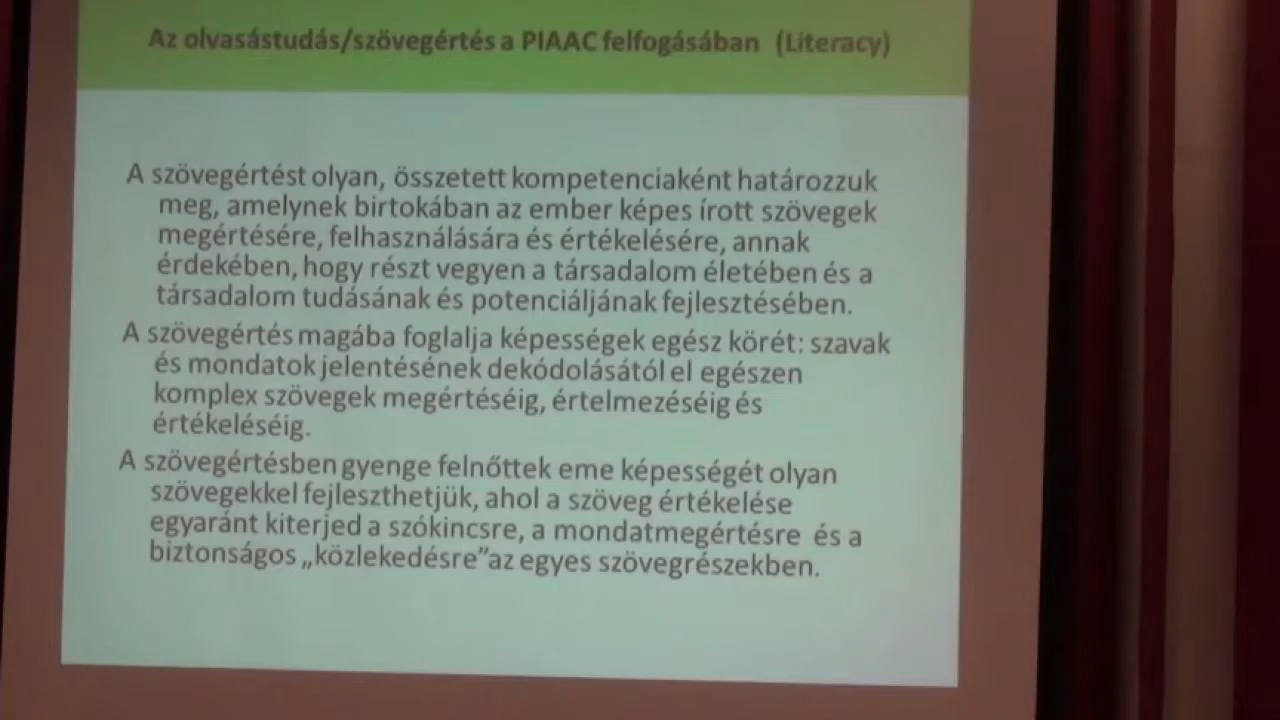 Az olvasástudás/szövegértés a PIAAC felfogásában (Literacy)
A szövegértést olyan, összetett kompetenciaként határozzuk
meg, amelynek birtokában az ember képes írott szövegek
megértésére, felhasználására és értékelésére, annak
érdekében, hogy részt vegyen a társadalom életében és a
társadalom tudásának és potenciáljának fejlesztésében.
A szövegértés magába foglalja képességek egész körét: szavak
és mondatok jelentésének dekódolásától el egészen
komplex szövegek megértéséig, értelmezéséig és
értékeléséig.
A szövegértésben gyenge felnőttek eme képességét olyan
szövegekkel fejleszthetjük, ahol a szöveg értékelése
egyaránt kiterjed a szókincsre, a mondatmegértésre és a
biztonságos „közlekedésre”az egyes szövegrészekben.